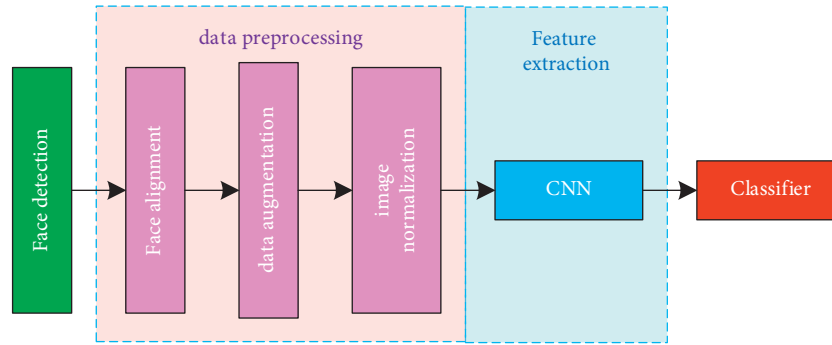 data preprocessing
Feature
extraction
Face detection
Face alignment
data augmentation
image
normalization
CNN
Classifier